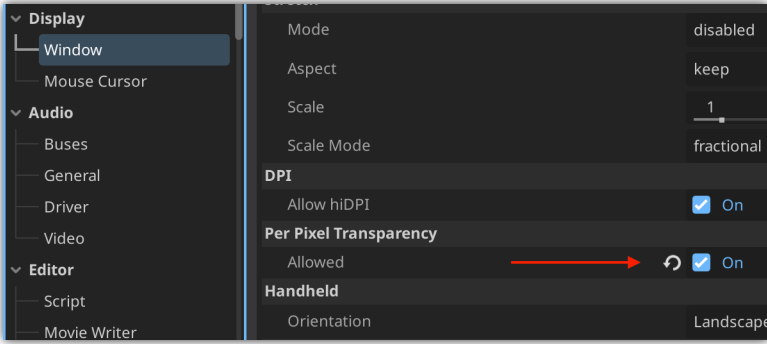 Display
Window
Mouse Cursor
Audio
Buses
General
Driver
Video
Editor
Script
Movie Writer
Mode disabled
Aspect keep
Scale 1
Scale Mode fractional
DPI
Allow hiDPI On
Per Pixel Transparency
Allowed On
Handheld
Orientation Landscape